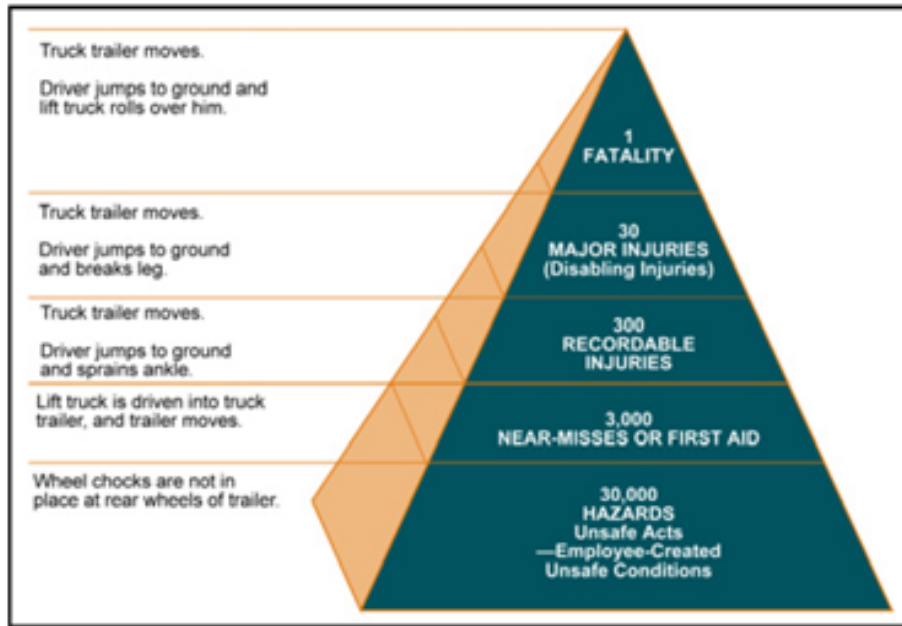 Truck trailer moves.
Driver jumps to ground and
lift truck rolls over him.
1
FATALITY
Truck trailer moves.
Driver jumps to ground
and breaks leg.
30
MAJOR INJURIES
(Disabling Injuries)
Truck trailer moves.
Driver jumps to ground
and sprains ankle.
300
RECORDABLE
INJURIES
Lift truck is driven into truck
trailer, and trailer moves.
3,000
NEAR-MISSES OR FIRST AID
Wheel chocks are not in
place at rear wheels of trailer.
30,000
HAZARDS
Unsafe Acts
—Employee-Created
Unsafe Conditions